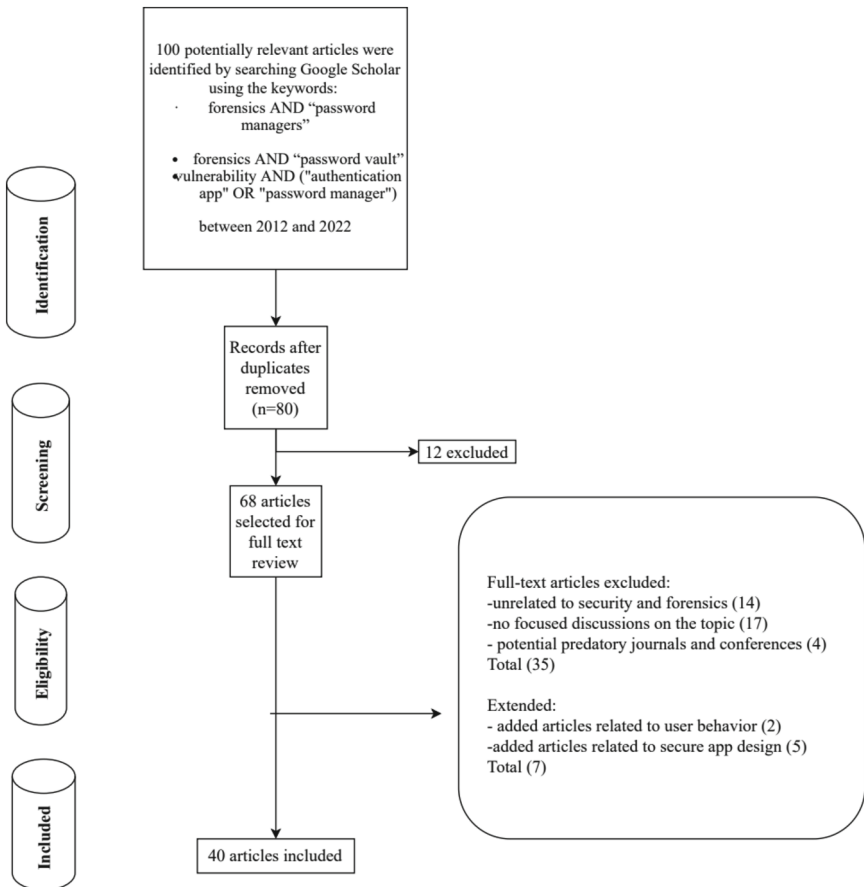 100 potentially relevant articles were
identified by searching Google Scholar
using the keywords:
· forensics AND “password
managers”
• forensics AND “password vault”
•vulnerability AND ("authentication
app" OR "password manager")
between 2012 and 2022
Identification
Records after
duplicates
removed
(n=80)
12 excluded
Screening
68 articles
selected for
full text
review
Full-text articles excluded:
-unrelated to security and forensics (14)
-no focused discussions on the topic (17)
- potential predatory journals and conferences (4)
Total (35)
Extended:
- added articles related to user behavior (2)
-added articles related to secure app design (5)
Total (7)
Eligibility
Included
40 articles included